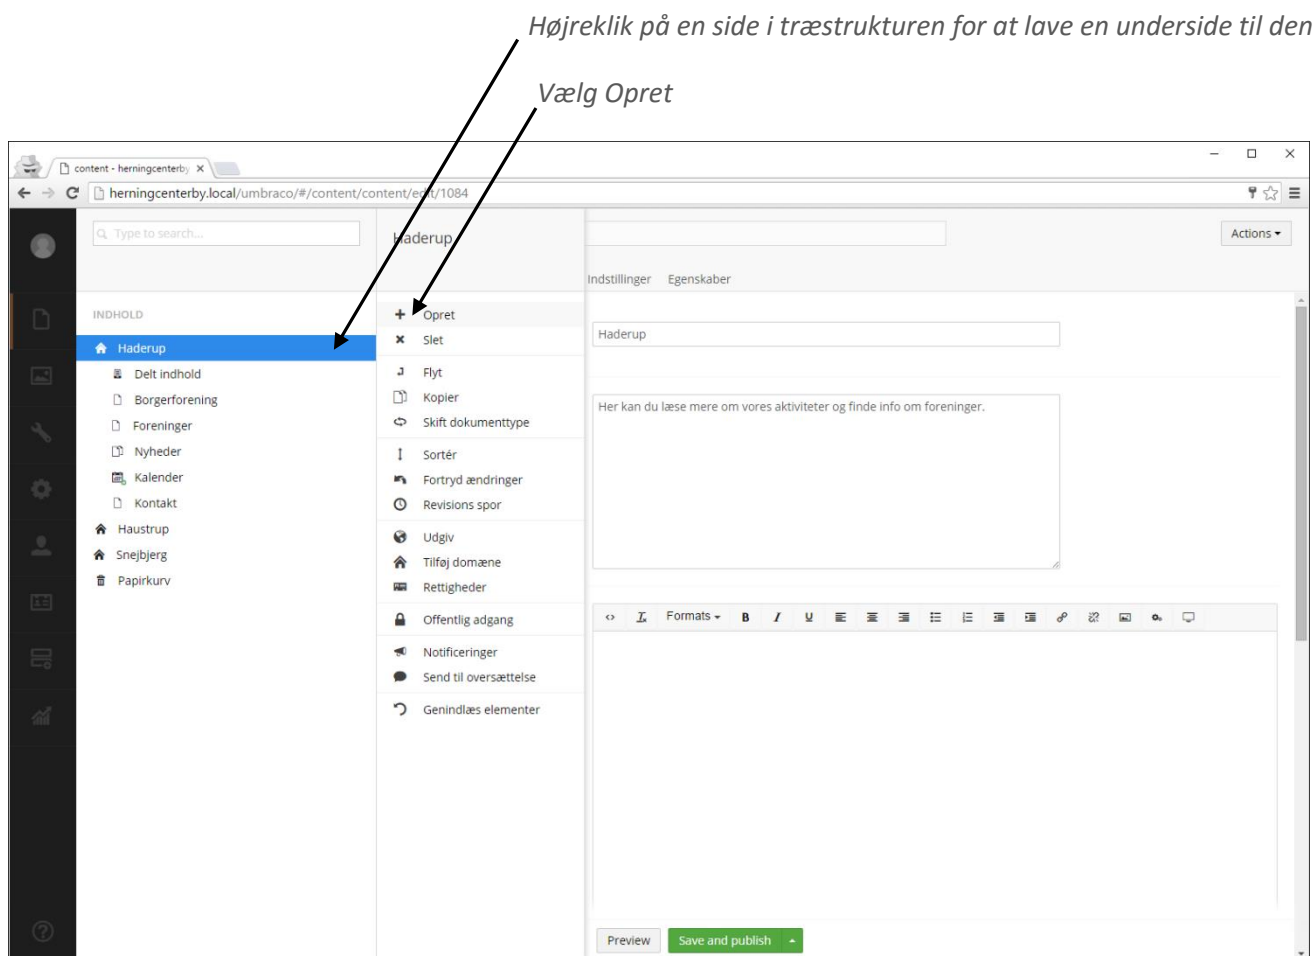 Højreklik på en side i træstrukturen for at lave en underside til den
Vælg Opret
content - herningcenterby
herningcenterby.local/umbraco/#/content/content/edit/1084
Type to search...
Haderup
Actions
Indstillinger Egenskaber
INDHOLD
Haderup
Delt indhold
Borgerforening
Foreninger
Nyheder
Kalender
Kontakt
Haustrup
Snejbjerg
Papirkurv
Opret
Slet
Flyt
Kopier
Skift dokumenttype
Sortér
Fortryd ændringer
Revisions spor
Udgiv
Tilføj domæne
Rettigheder
Offentlig adgang
Notificeringer
Send til oversættelse
Genindlæs elementer
Haderup
Her kan du læse mere om vores aktiviteter og finde info om foreninger.
Formats B I U
Preview Save and publish